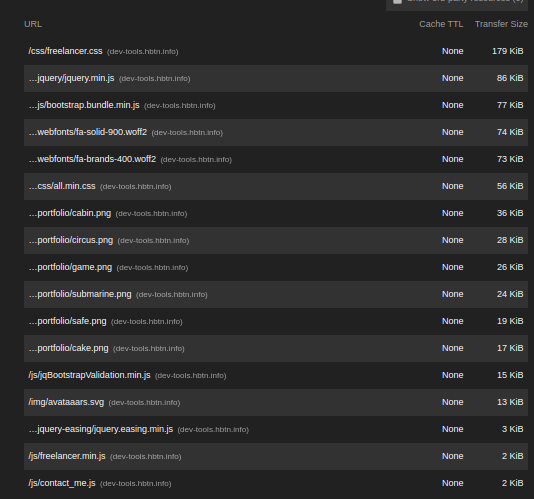 Show 3rd-party resources (0)
URL Cache TTL Transfer Size
/css/freelancer.css (dev-tools.hbtn.info) None 179 KiB
…jquery/jquery.min.js (dev-tools.hbtn.info) None 86 KiB
…js/bootstrap.bundle.min.js (dev-tools.hbtn.info) None 77 KiB
…webfonts/fa-solid-900.woff2 (dev-tools.hbtn.info) None 74 KiB
…webfonts/fa-brands-400.woff2 (dev-tools.hbtn.info) None 73 KiB
…css/all.min.css (dev-tools.hbtn.info) None 56 KiB
…portfolio/cabin.png (dev-tools.hbtn.info) None 36 KiB
…portfolio/circus.png (dev-tools.hbtn.info) None 28 KiB
…portfolio/game.png (dev-tools.hbtn.info) None 26 KiB
…portfolio/submarine.png (dev-tools.hbtn.info) None 24 KiB
…portfolio/safe.png (dev-tools.hbtn.info) None 19 KiB
…portfolio/cake.png (dev-tools.hbtn.info) None 17 KiB
/js/jqBootstrapValidation.min.js (dev-tools.hbtn.info) None 15 KiB
/img/avataaars.svg (dev-tools.hbtn.info) None 13 KiB
…jquery-easing/jquery.easing.min.js (dev-tools.hbtn.info) None 3 KiB
/js/freelancer.min.js (dev-tools.hbtn.info) None 2 KiB
/js/contact_me.js (dev-tools.hbtn.info) None 2 KiB